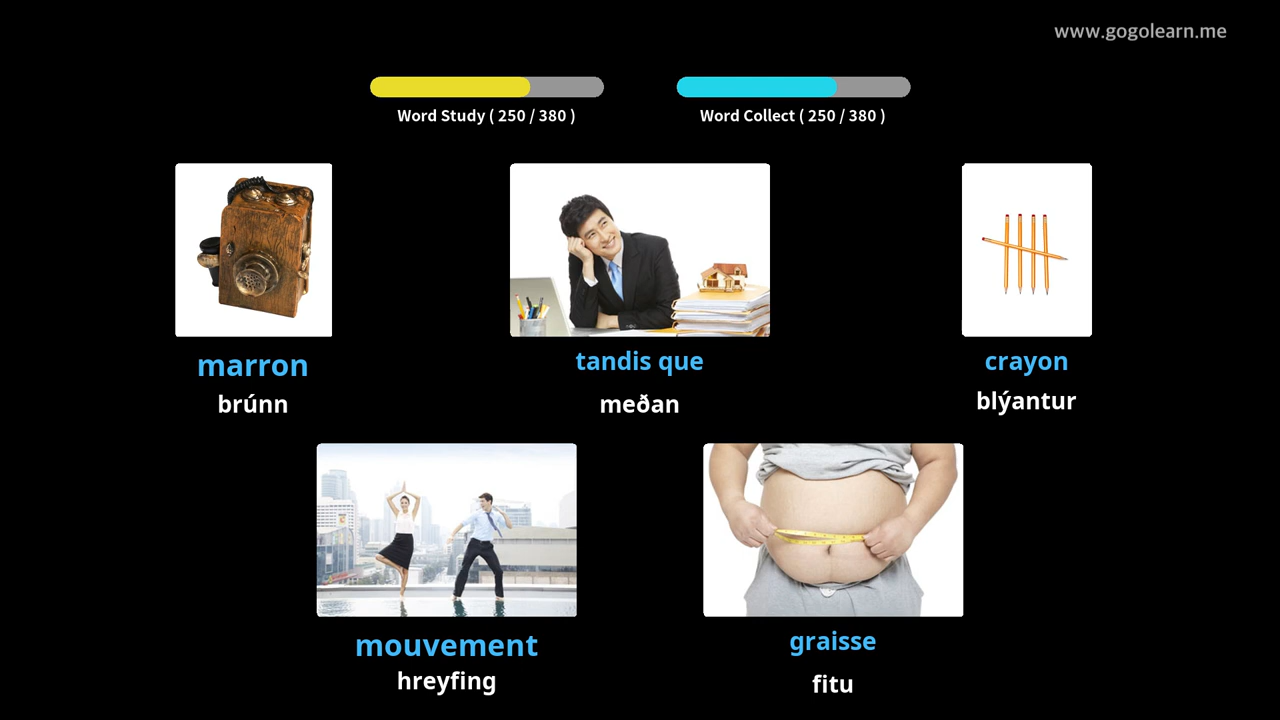 www.gogolearn.me
Word Study ( 250 / 380 )
Word Collect ( 250 / 380 )
marron
brúnn
tandis que
meðan
crayon
blýantur
mouvement
hreyfing
graisse
fitu